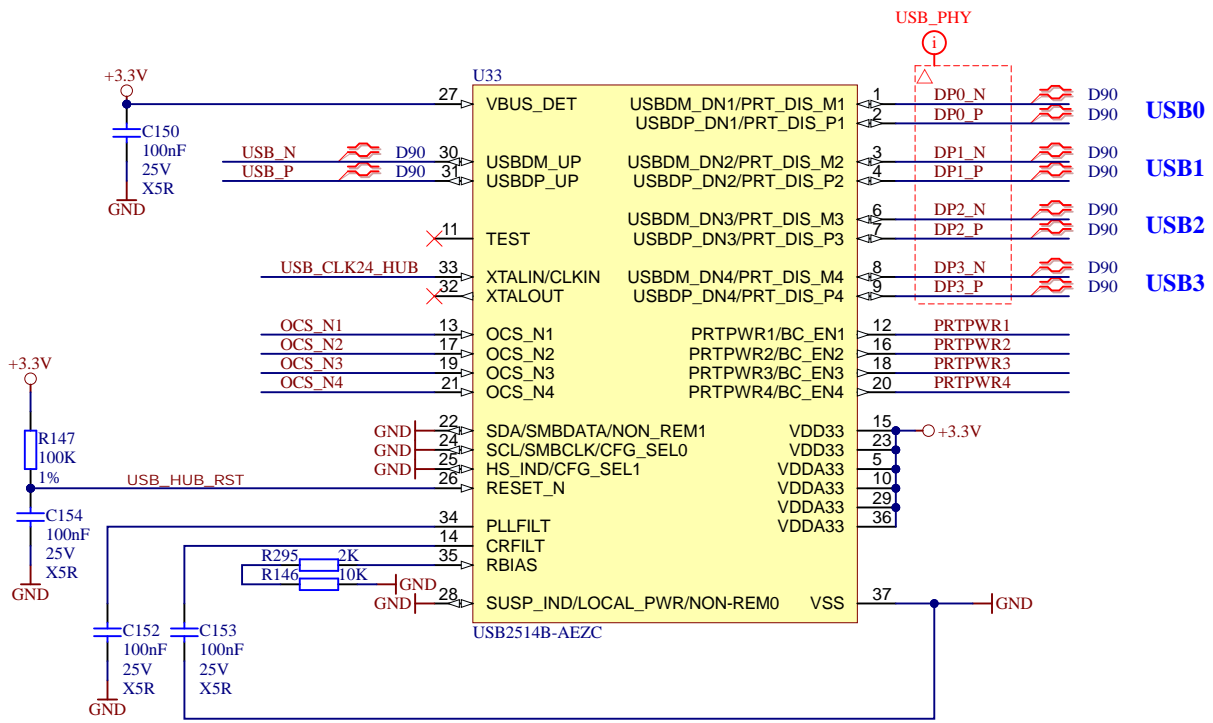 USB_PHY
i
U33
+3.3V
27 VBUS_DET
USBDM_DN1/PRT_DIS_M1 1 DP0_N D90
USBDP_DN1/PRT_DIS_P1 2 DP0_P D90
USB0
C150
100nF
25V
X5R
GND
USB_N D90 30 USBDM_UP
USB_P D90 31 USBDP_UP
USBDM_DN2/PRT_DIS_M2 3 DP1_N D90
USBDP_DN2/PRT_DIS_P2 4 DP1_P D90
USB1
11 TEST
USBDM_DN3/PRT_DIS_M3 6 DP2_N D90
USBDP_DN3/PRT_DIS_P3 7 DP2_P D90
USB2
USB_CLK24_HUB 33 XTALIN/CLKIN
32 XTALOUT
USBDM_DN4/PRT_DIS_M4 8 DP3_N D90
USBDP_DN4/PRT_DIS_P4 9 DP3_P D90
USB3
OCS_N1 13 OCS_N1
OCS_N2 17 OCS_N2
OCS_N3 19 OCS_N3
OCS_N4 21 OCS_N4
PRTPWR1/BC_EN1 12 PRTPWR1
PRTPWR2/BC_EN2 16 PRTPWR2
PRTPWR3/BC_EN3 18 PRTPWR3
PRTPWR4/BC_EN4 20 PRTPWR4
+3.3V
R147
100K
1%
GND 22 SDA/SMBDATA/NON_REM1
GND 24 SCL/SMBCLK/CFG_SEL0
GND 25 HS_IND/CFG_SEL1
USB_HUB_RST 26 RESET_N
VDD33 15 +3.3V
VDD33 23
VDDA33 5
VDDA33 10
VDDA33 29
VDDA33 36
C154
100nF
25V
X5R
GND
34 PLLFILT
14 CRFILT
R295 2K 35 RBIAS
R146 10K GND
GND 28 SUSP_IND/LOCAL_PWR/NON-REM0
VSS 37 GND
USB2514B-AEZC
C152
100nF
25V
X5R
GND
C153
100nF
25V
X5R